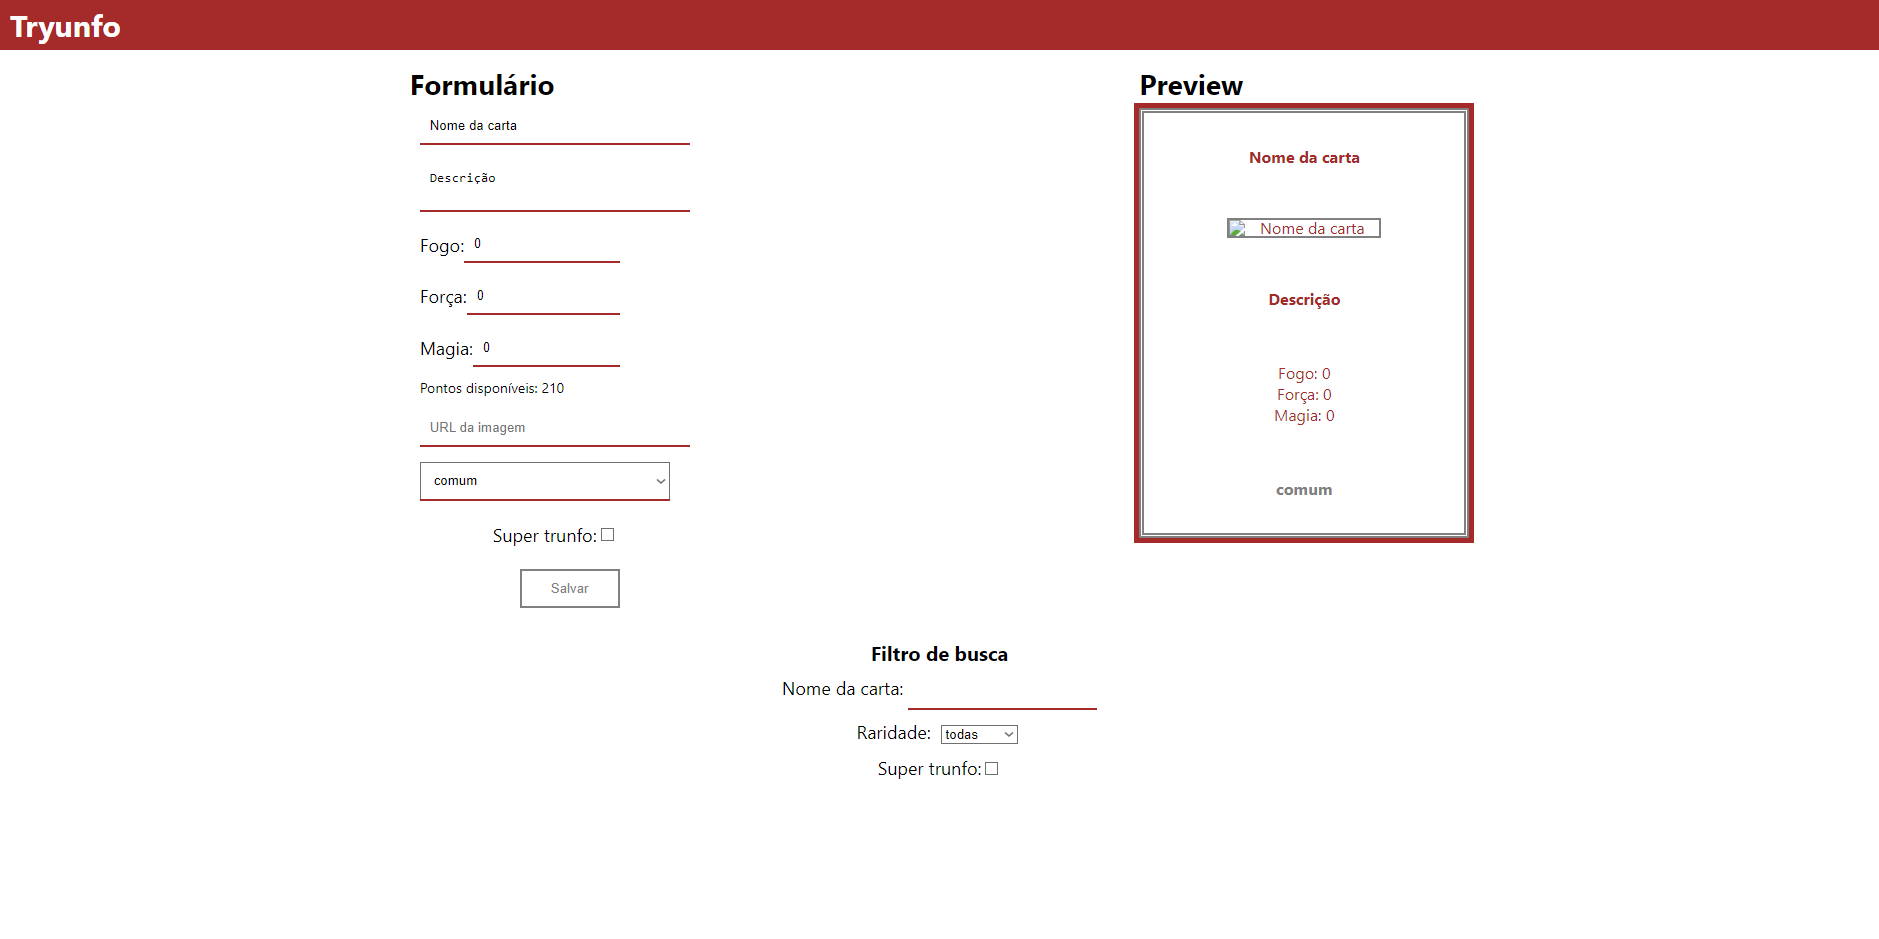 Tryunfo
Formulário
Nome da carta
Descrição
Fogo: 0
Força: 0
Magia: 0
Pontos disponíveis: 210
URL da imagem
comum
Super trunfo:
Salvar
Preview
Nome da carta
Nome da carta
Descrição
Fogo: 0
Força: 0
Magia: 0
comum
Filtro de busca
Nome da carta:
Raridade: todas
Super trunfo: